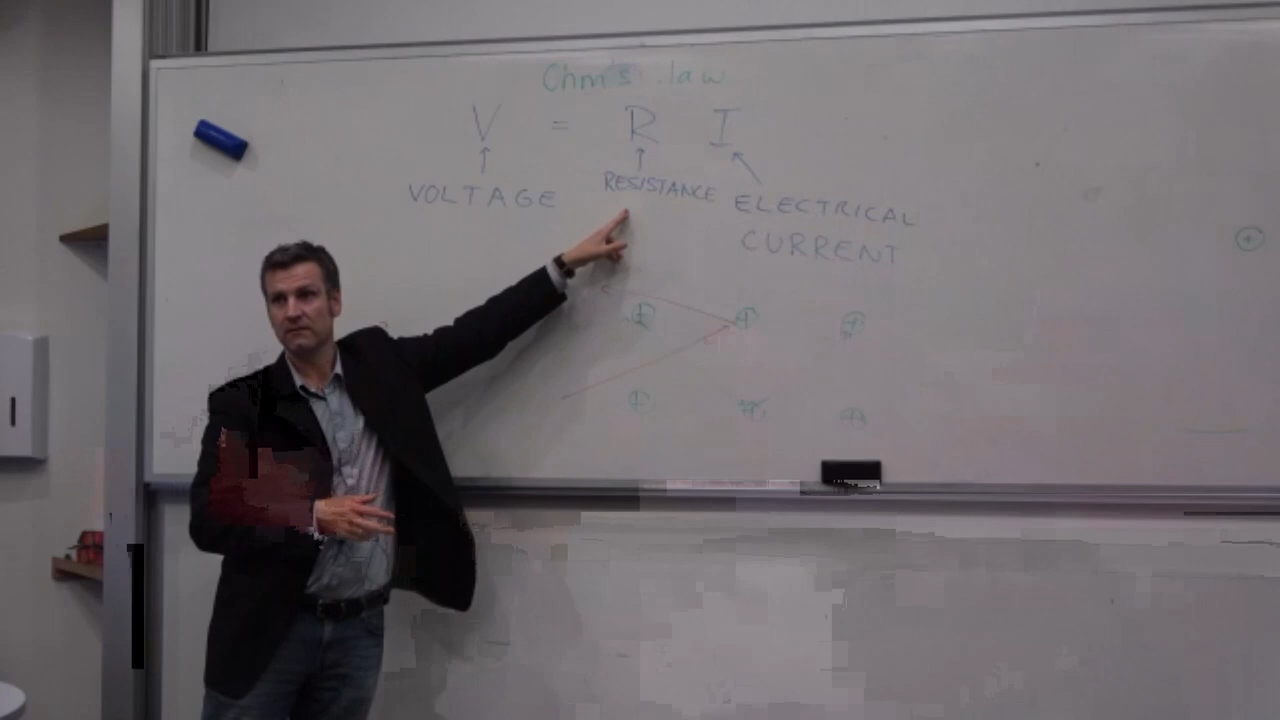 Ohm's law
V = R I
VOLTAGE RESISTANCE ELECTRICAL
CURRENT
+
+ + +
+ + +